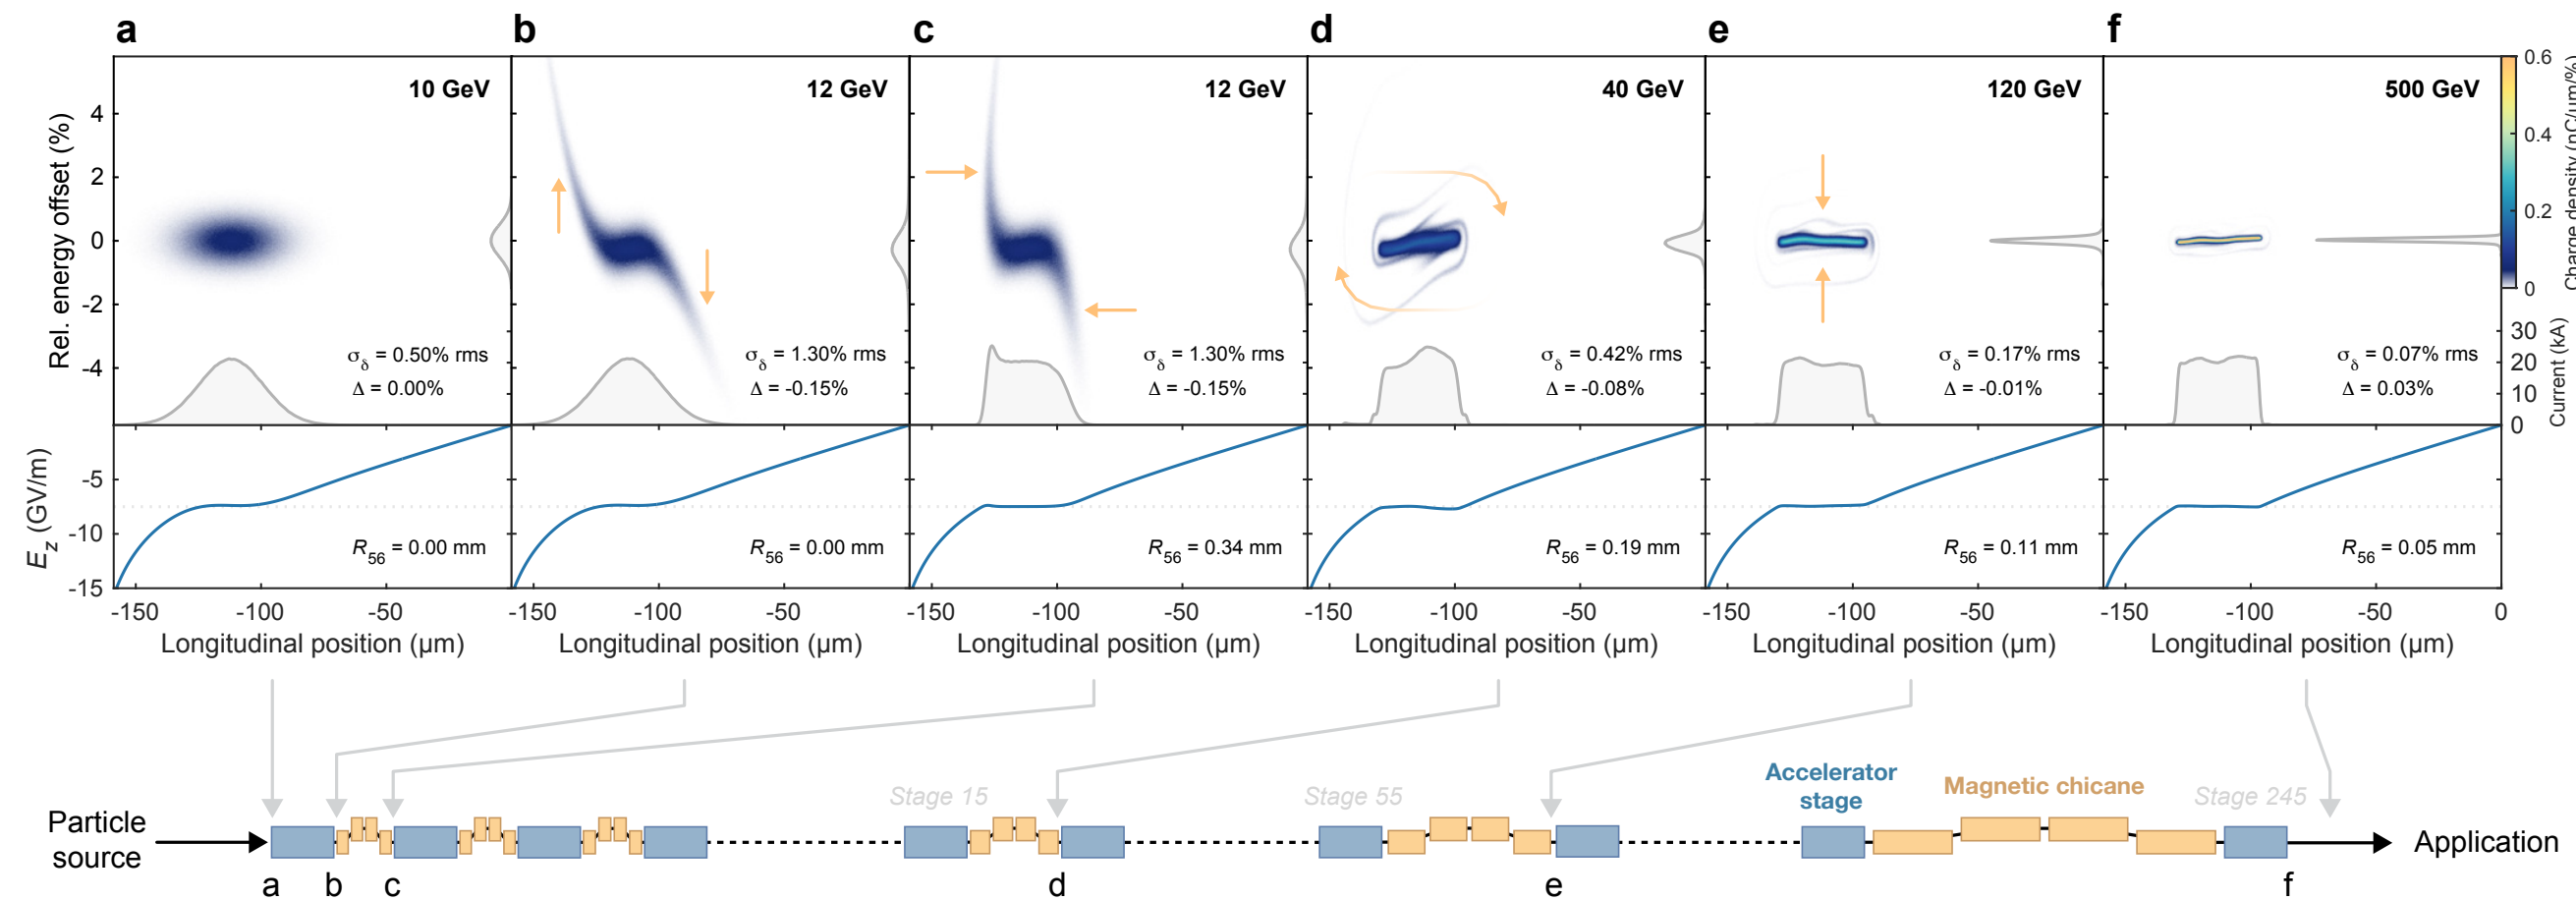 a b c d e f
10 GeV 12 GeV 12 GeV 40 GeV 120 GeV 500 GeV
Rel. energy offset (%)
4
2
0
-2
-4
σδ = 0.50% rms
Δ = 0.00%
σδ = 1.30% rms
Δ = -0.15%
σδ = 1.30% rms
Δ = -0.15%
σδ = 0.42% rms
Δ = -0.08%
σδ = 0.17% rms
Δ = -0.01%
σδ = 0.07% rms
Δ = 0.03%
0.6
0.4
0.2
0
Charge density (nC/µm/%)
30
20
10
0
Current (kA)
Ez (GV/m)
-5
-10
-15
R56 = 0.00 mm
R56 = 0.00 mm
R56 = 0.34 mm
R56 = 0.19 mm
R56 = 0.11 mm
R56 = 0.05 mm
-150 -100 -50
-150 -100 -50
-150 -100 -50
-150 -100 -50
-150 -100 -50
-150 -100 -50 0
Longitudinal position (µm)
Longitudinal position (µm)
Longitudinal position (µm)
Longitudinal position (µm)
Longitudinal position (µm)
Longitudinal position (µm)
Particle
source
Stage 15
Stage 55
Accelerator
stage
Magnetic chicane
Stage 245
Application
a b c d e f